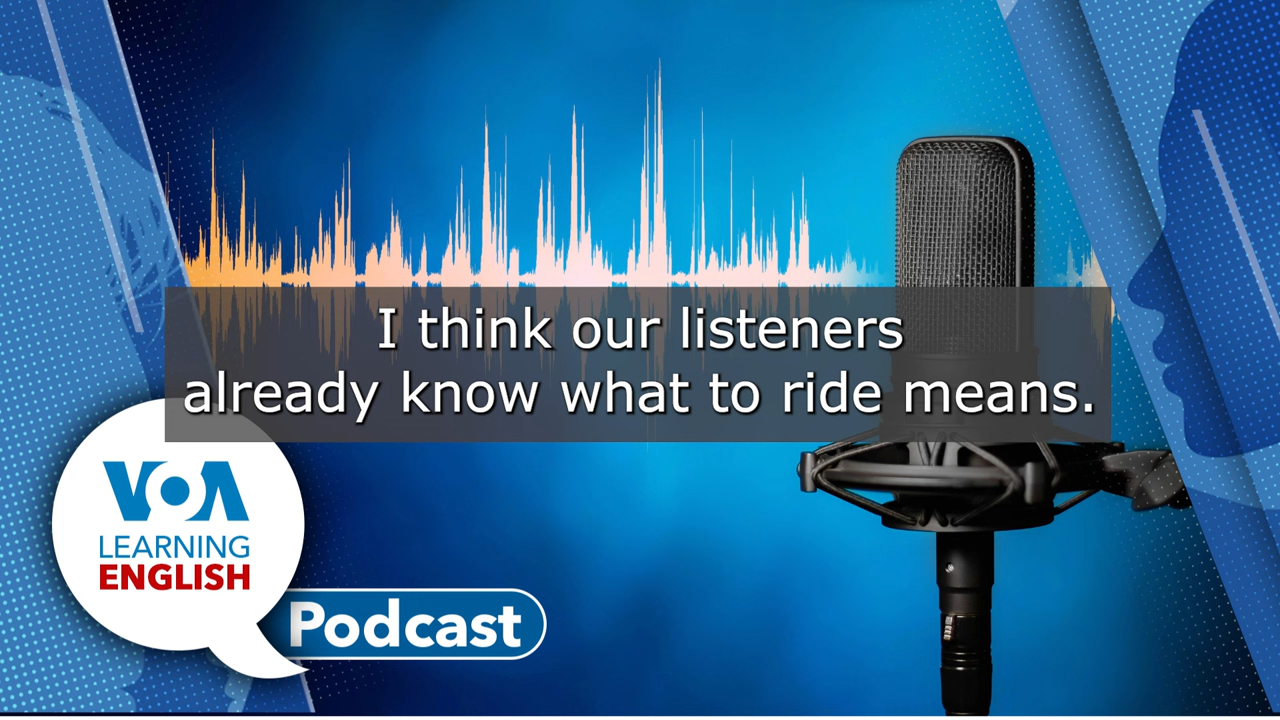 I think our listeners
already know what to ride means.
VOA
LEARNING
ENGLISH
Podcast